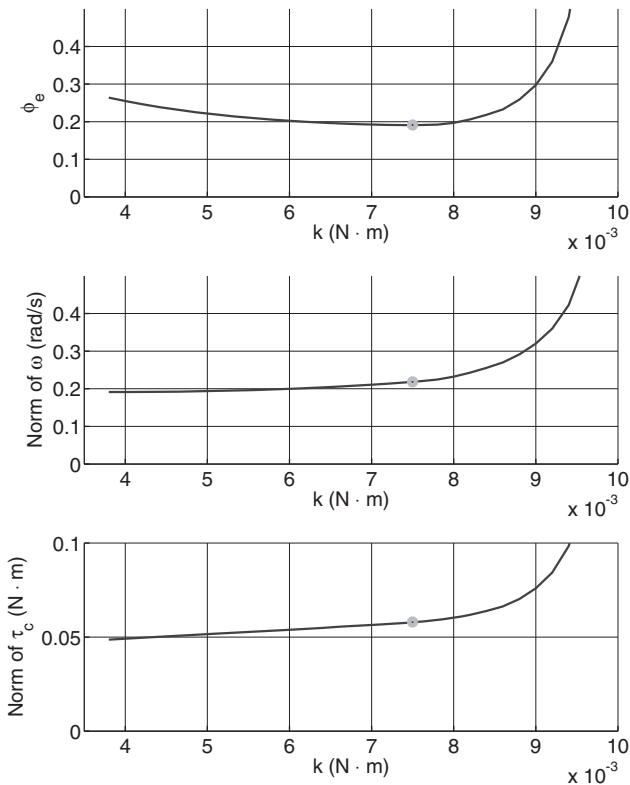 0.4
0.3
0.2
0.1
0
ϕe
4 5 6 7 8 9 10
k (N · m)
x 10⁻³
0.4
0.3
0.2
0.1
0
Norm of ω (rad/s)
4 5 6 7 8 9 10
k (N · m)
x 10⁻³
0.1
0.05
0
Norm of τc (N · m)
4 5 6 7 8 9 10
k (N · m)
x 10⁻³